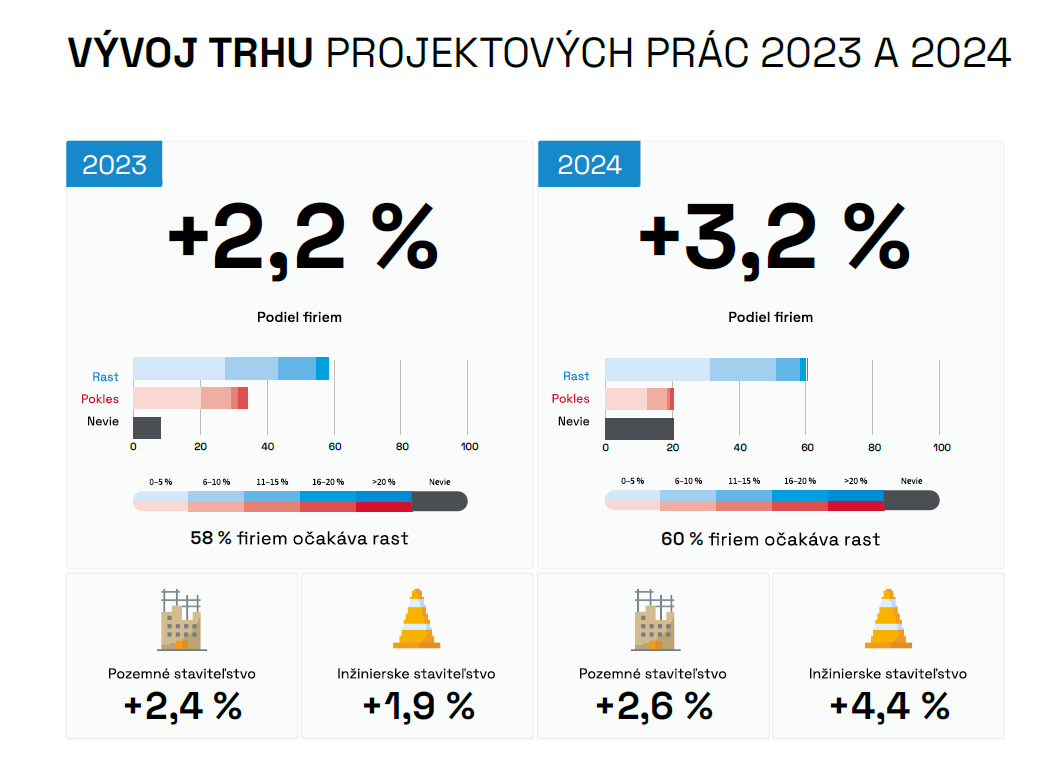 VÝVOJ TRHU PROJEKTOVÝCH PRÁC 2023 A 2024
2023
+2,2 %
Podiel firiem
Rast
Pokles
Nevie
0 20 40 60 80 100
0–5 % 6–10 % 11–15 % 16–20 % >20 % Nevie
58 % firiem očakáva rast
Pozemné staviteľstvo
+2,4 %
Inžinierske staviteľstvo
+1,9 %
2024
+3,2 %
Podiel firiem
Rast
Pokles
Nevie
0 20 40 60 80 100
0–5 % 6–10 % 11–15 % 16–20 % >20 % Nevie
60 % firiem očakáva rast
Pozemné staviteľstvo
+2,6 %
Inžinierske staviteľstvo
+4,4 %